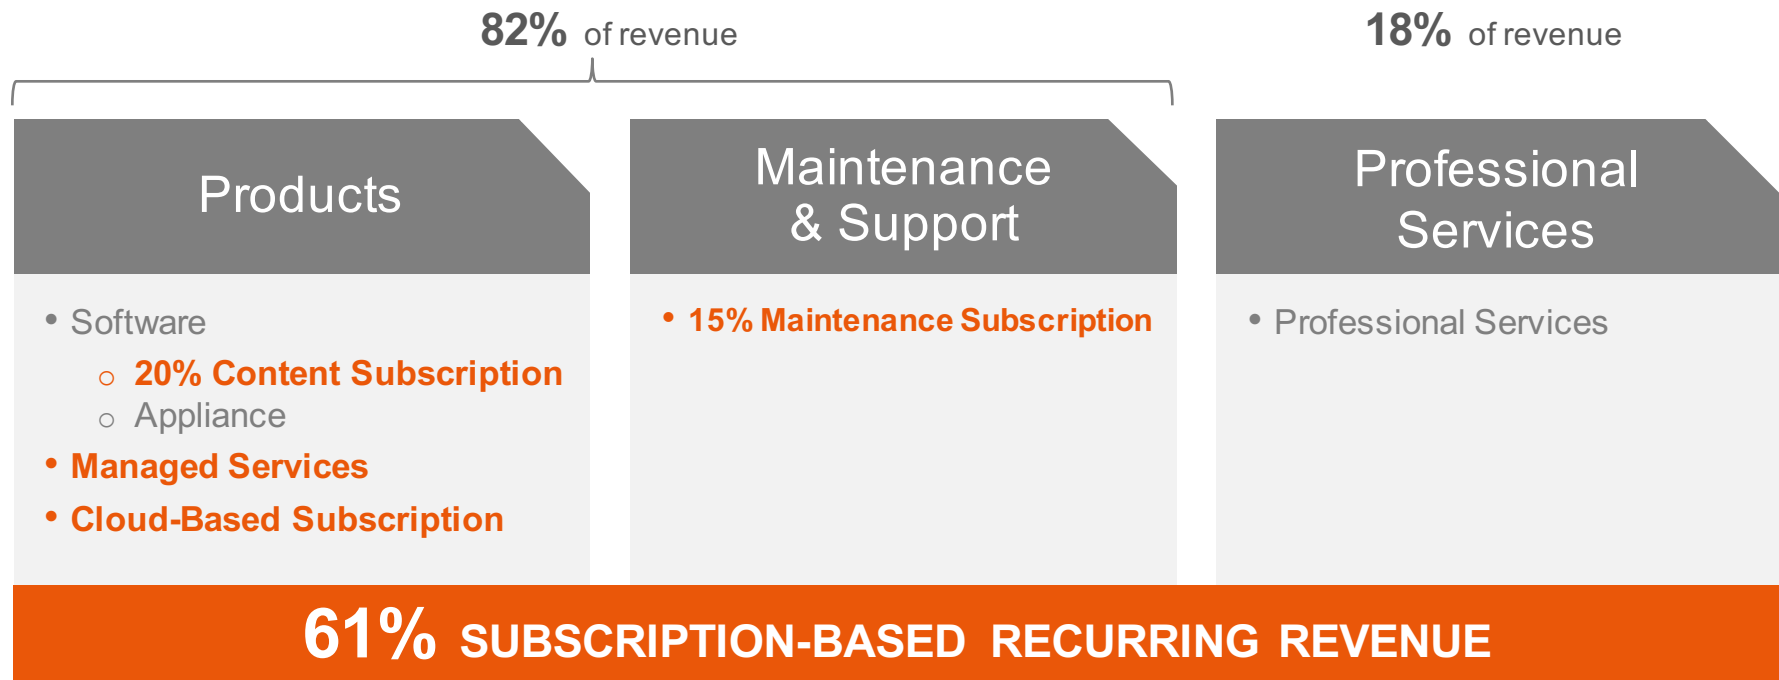 82% of revenue
18% of revenue
Products
Maintenance
& Support
Professional
Services
• Software
o 20% Content Subscription
o Appliance
• Managed Services
• Cloud-Based Subscription
• 15% Maintenance Subscription
• Professional Services
61% SUBSCRIPTION-BASED RECURRING REVENUE